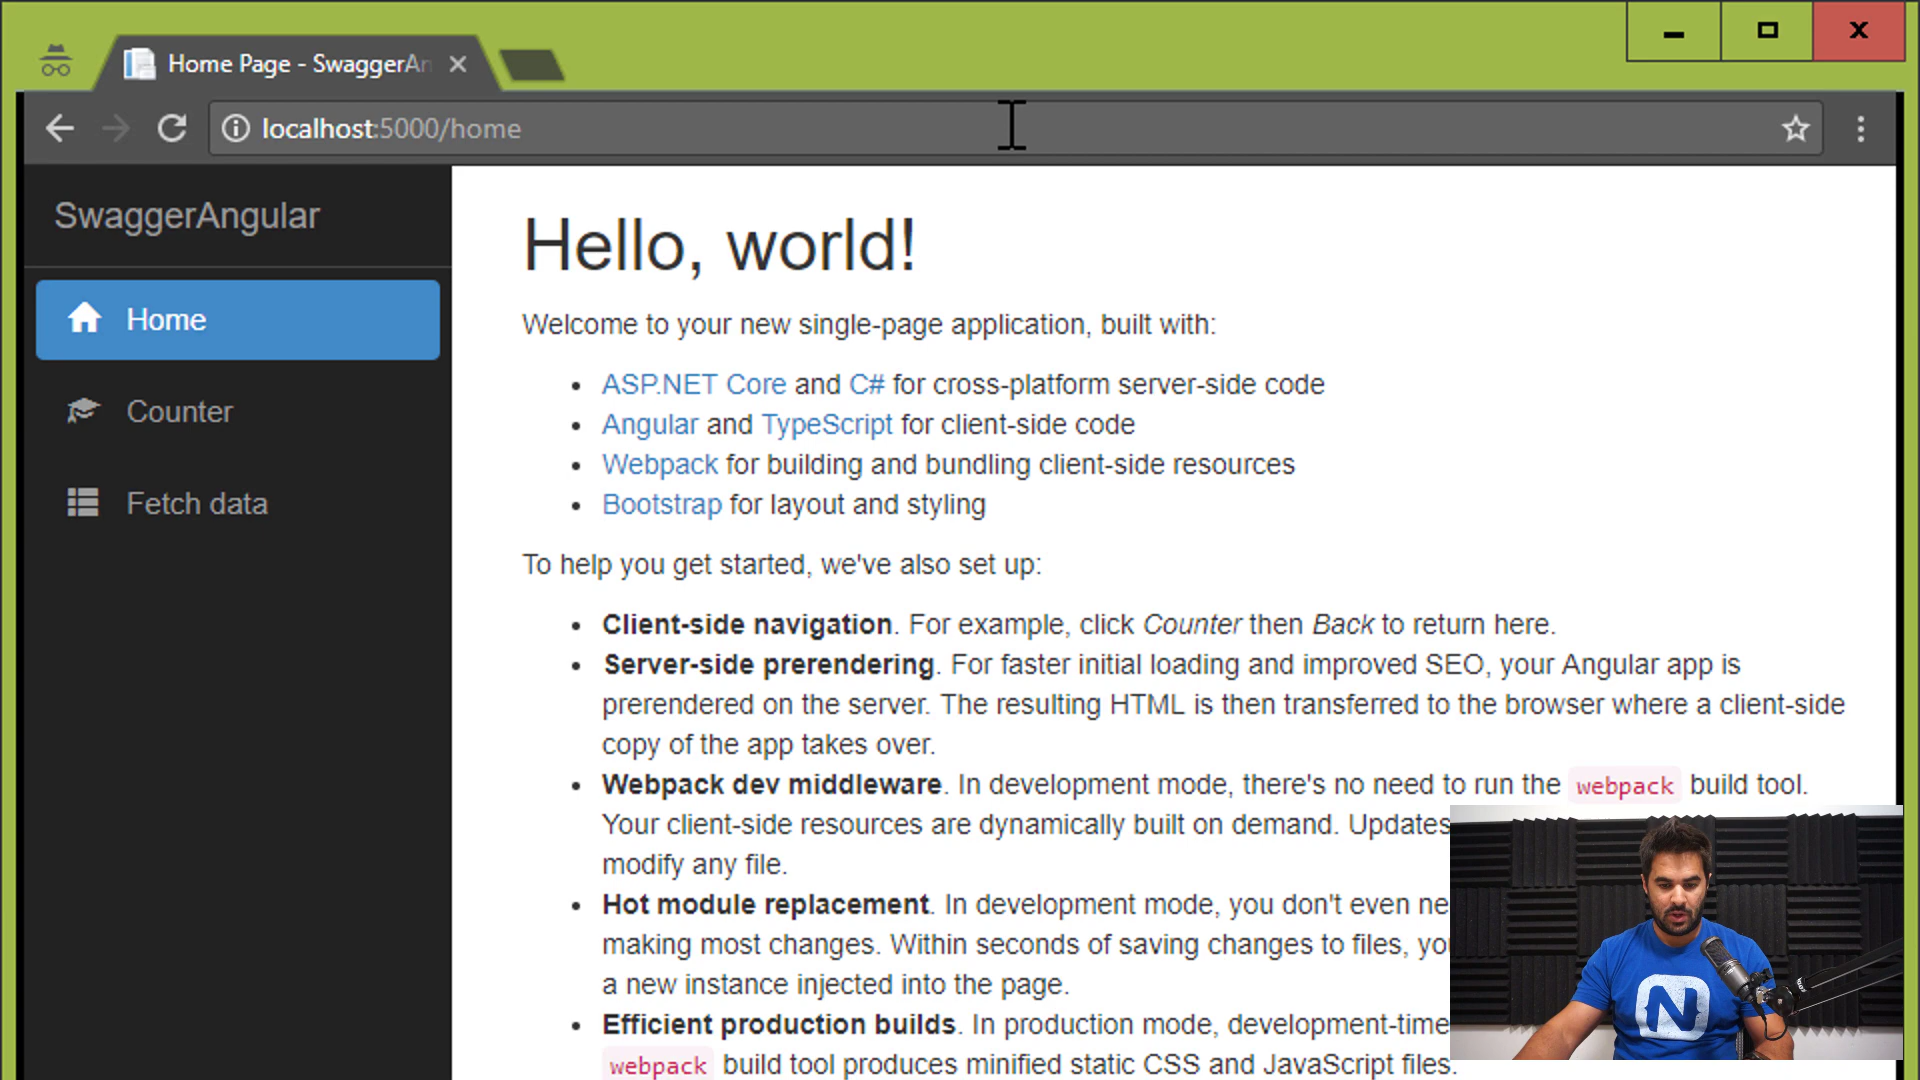 Home Page - SwaggerAn
localhost:5000/home
SwaggerAngular
Home
Counter
Fetch data
Hello, world!
Welcome to your new single-page application, built with:
ASP.NET Core and C# for cross-platform server-side code
Angular and TypeScript for client-side code
Webpack for building and bundling client-side resources
Bootstrap for layout and styling
To help you get started, we've also set up:
Client-side navigation. For example, click Counter then Back to return here.
Server-side prerendering. For faster initial loading and improved SEO, your Angular app is
prerendered on the server. The resulting HTML is then transferred to the browser where a client-side
copy of the app takes over.
Webpack dev middleware. In development mode, there's no need to run the webpack build tool.
Your client-side resources are dynamically built on demand. Updates
modify any file.
Hot module replacement. In development mode, you don't even ne
making most changes. Within seconds of saving changes to files, you
a new instance injected into the page.
Efficient production builds. In production mode, development-time
webpack build tool produces minified static CSS and JavaScript files.
N